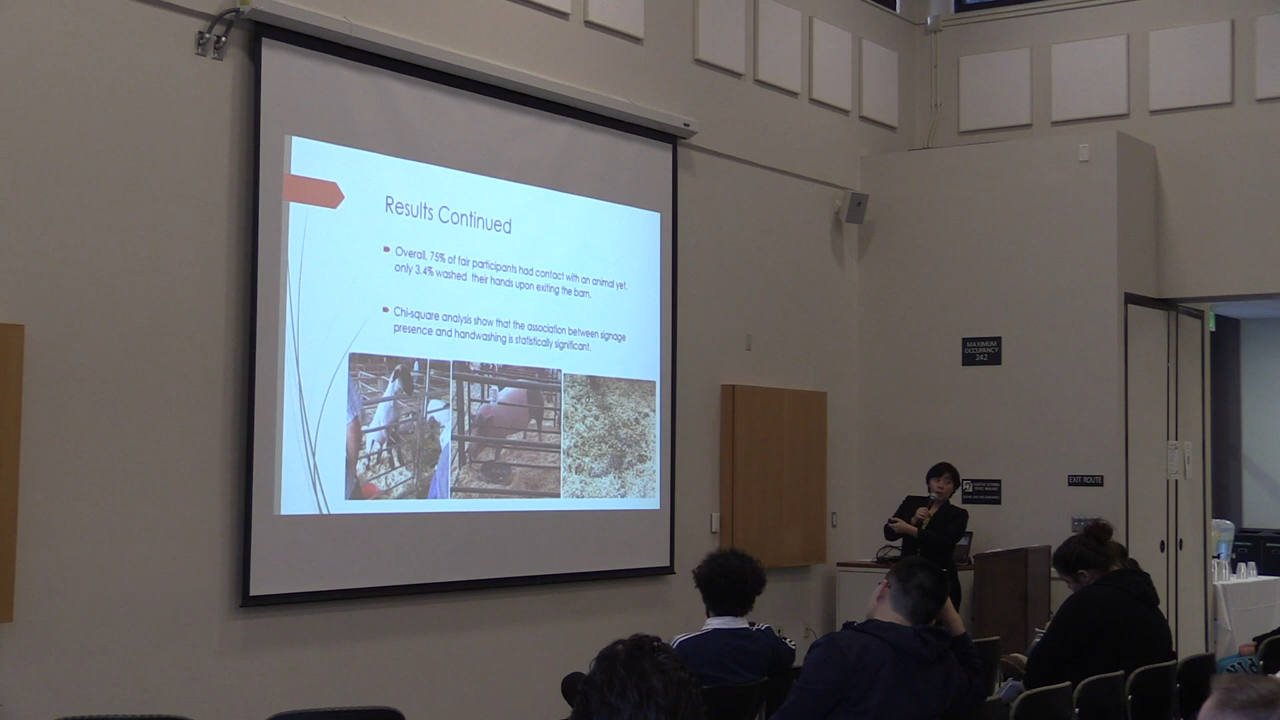 Results Continued
Overall, 75% of fair participants had contact with an animal yet,
only 3.4% washed their hands upon exiting the barn.
Chi-square analysis show that the association between signage
presence and handwashing is statistically significant.
MAXIMUM
OCCUPANCY
242
EXIT ROUTE